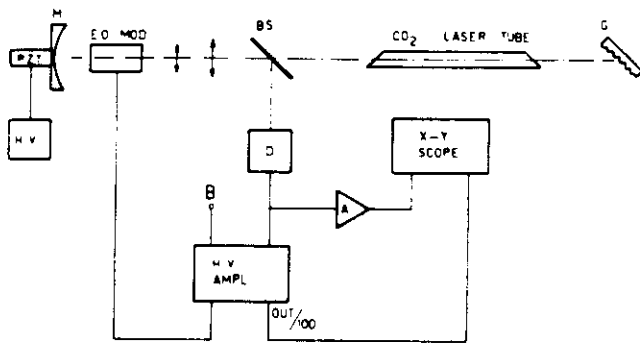 M
PZT
H V
E O MOD
BS
CO2 LASER TUBE
G
D
X-Y
SCOPE
B
A
H V
AMPL
OUT/100